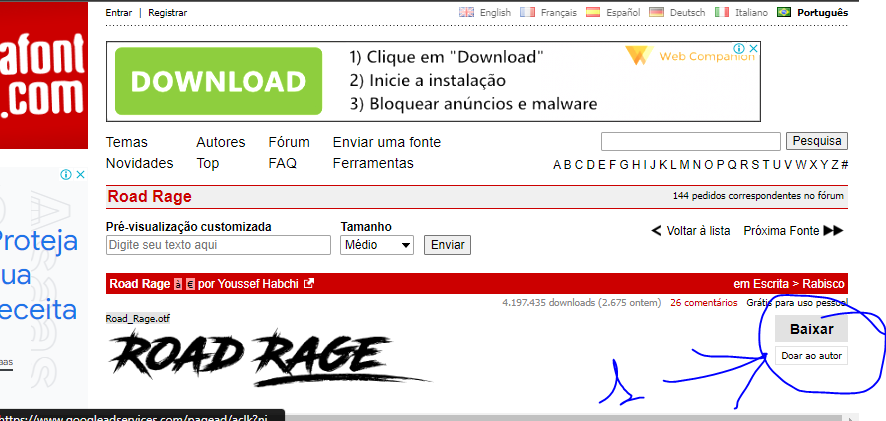 Entrar | Registrar
English Français Español Deutsch Italiano Português
afont
.com
DOWNLOAD
1) Clique em "Download"
2) Inicie a instalação
3) Bloquear anúncios e malware
Web Companion
Temas Autores Fórum Enviar uma fonte
Pesquisa
Novidades Top FAQ Ferramentas
A B C D E F G H I J K L M N O P Q R S T U V W X Y Z #
Road Rage
144 pedidos correspondentes no fórum
Pré-visualização customizada Tamanho
Digite seu texto aqui Médio Enviar
Voltar à lista Próxima Fonte
Proteja
sua
receita
Road Rage à € por Youssef Habchi
em Escrita > Rabisco
4.197.435 downloads (2.675 ontem) 26 comentários Grátis para uso pessoal
Road_Rage.otf
ROAD RAGE
Baixar
Doar ao autor
1
https://www.googleadservices.com/pagead/aclk?